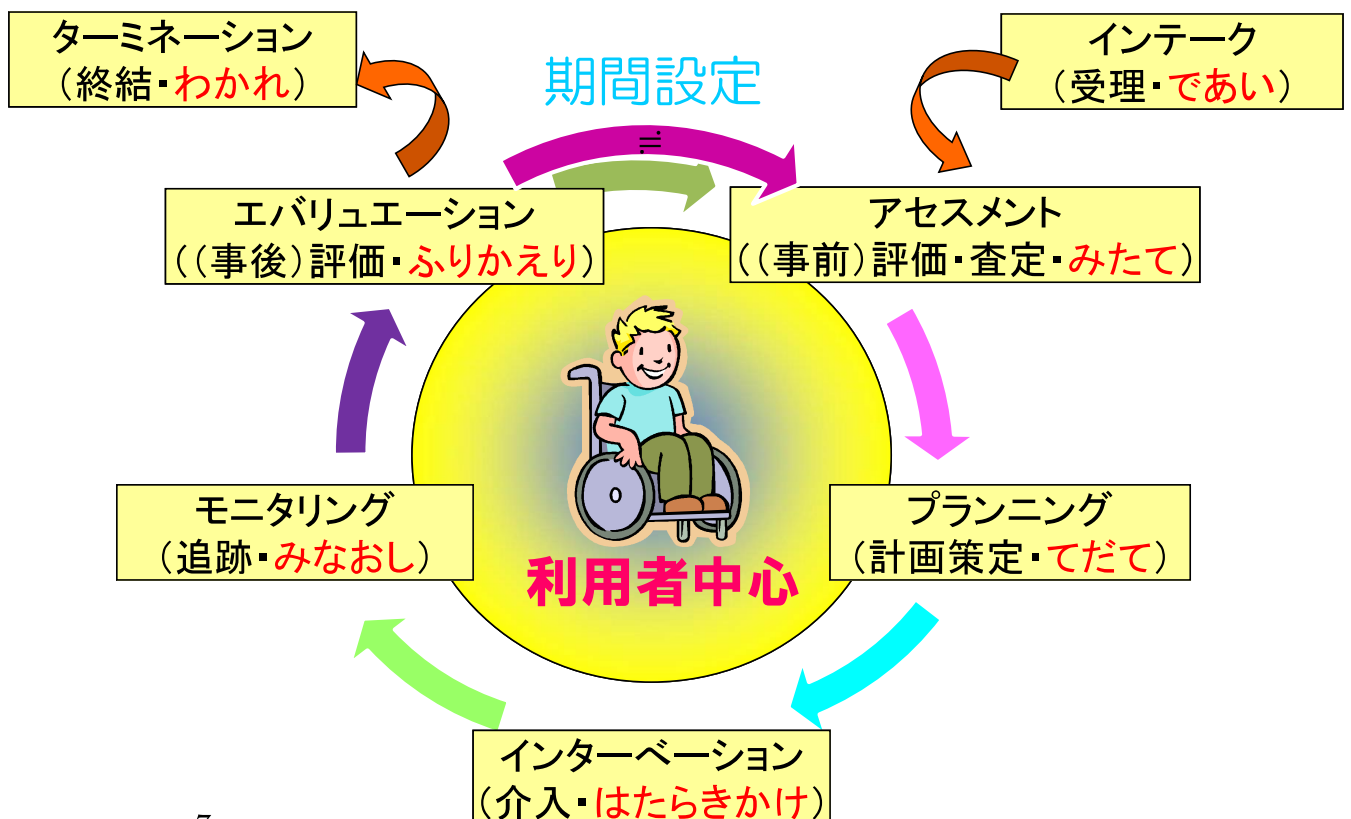 ターミネーション
（終結・わかれ）
期間設定
インテーク
（受理・であい）
≒
エバリュエーション
（（事後）評価・ふりかえり）
アセスメント
（（事前）評価・査定・みたて）
モニタリング
（追跡・みなおし）
プランニング
（計画策定・てだて）
利用者中心
インターベーション
（介入・はたらきかけ）